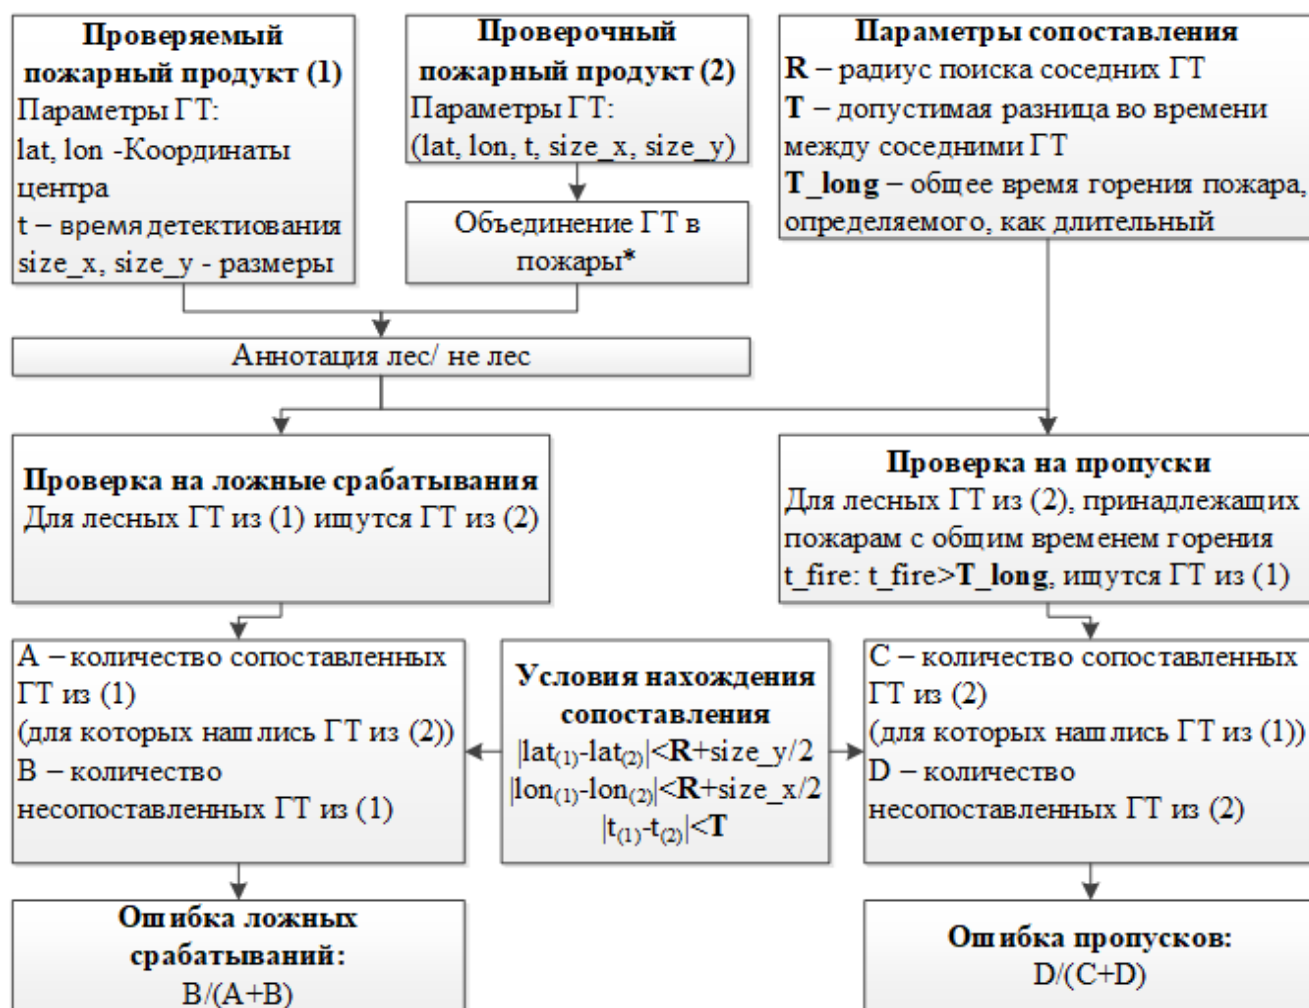 Проверяемый
пожарный продукт (1)
Параметры ГТ:
lat, lon -Координаты
центра
t – время детектиования
size_x, size_y - размеры
Проверочный
пожарный продукт (2)
Параметры ГТ:
(lat, lon, t, size_x, size_y)
Объединение ГТ в
пожары*
Параметры сопоставления
R – радиус поиска соседних ГТ
T – допустимая разница во времени
между соседними ГТ
T_long – общее время горения пожара,
определяемого, как длительный
Аннотация лес/ не лес
Проверка на ложные срабатывания
Для лесных ГТ из (1) ищутся ГТ из (2)
Проверка на пропуски
Для лесных ГТ из (2), принадлежащих
пожарам с общим временем горения
t_fire: t_fire>T_long, ищутся ГТ из (1)
A – количество сопоставленных
ГТ из (1)
(для которых нашлись ГТ из (2))
B – количество
несопоставленных ГТ из (1)
Условия нахождения
сопоставления
|lat(1)-lat(2)|<R+size_y/2
|lon(1)-lon(2)|<R+size_x/2
|t(1)-t(2)|<T
C – количество сопоставленных
ГТ из (2)
(для которых нашлись ГТ из (1))
D – количество
несопоставленных ГТ из (2)
Ошибка ложных
срабатываний:
B/(A+B)
Ошибка пропусков:
D/(C+D)